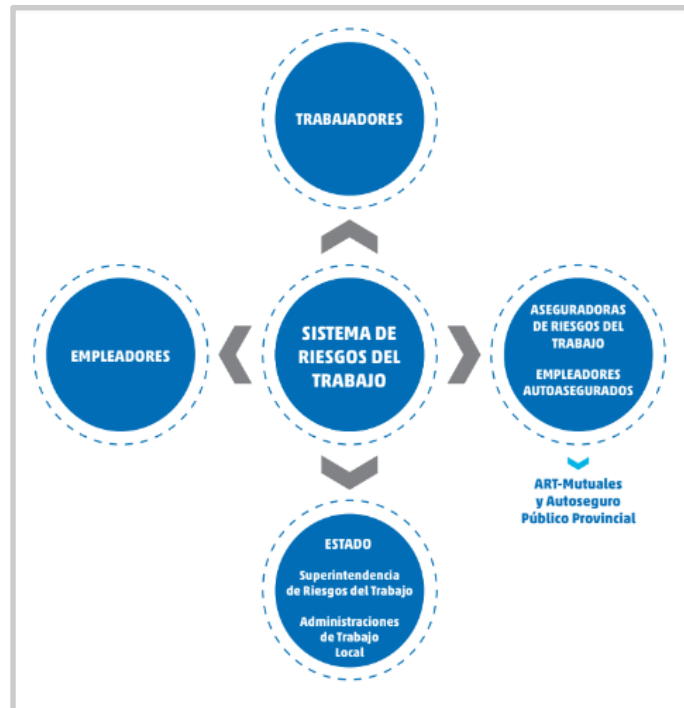 TRABAJADORES
EMPLEADORES
SISTEMA DE
RIESGOS DEL
TRABAJO
ASEGURADORAS
DE RIESGOS DEL
TRABAJO
EMPLEADORES
AUTOASEGURADOS
ART-Mutuales
y Autoseguro
Público Provincial
ESTADO
Superintendencia
de Riesgos del Trabajo
Administraciones
de Trabajo
Local